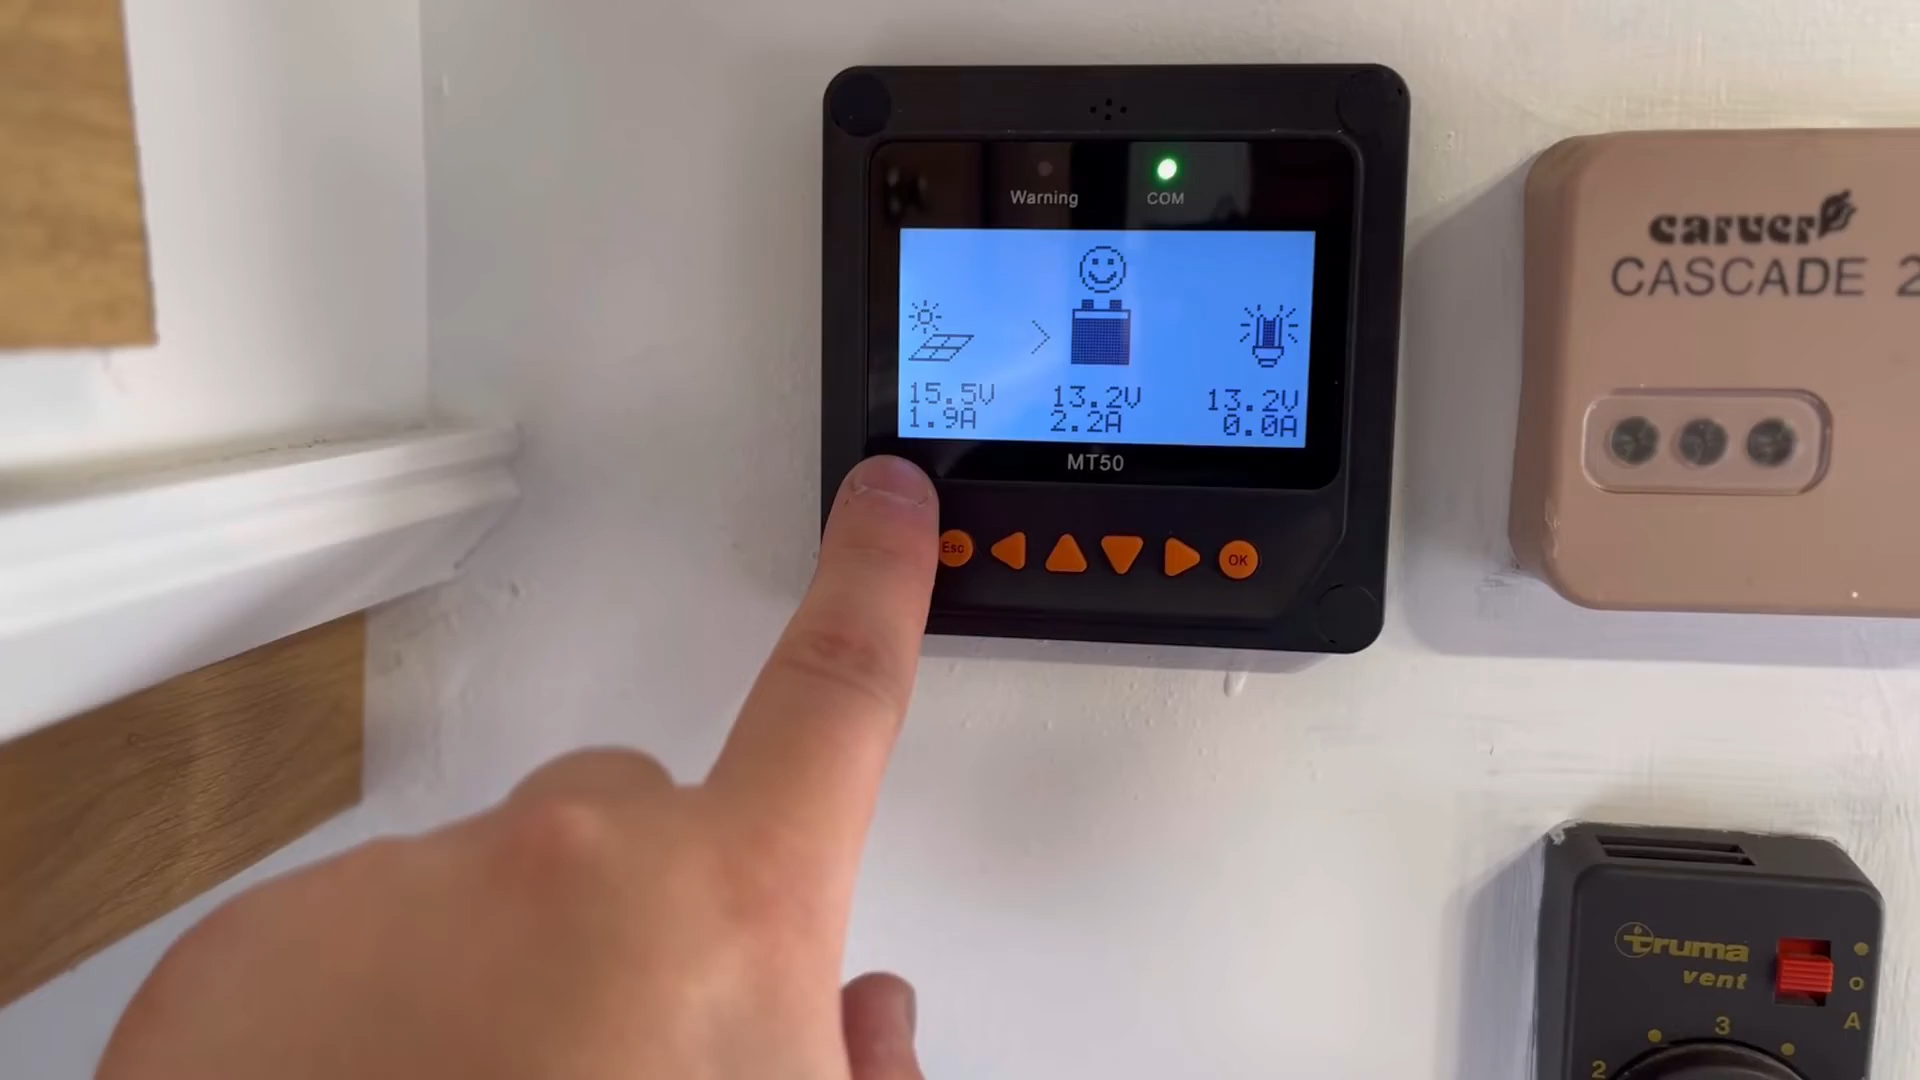 Warning COM
15.5V 13.2V 13.2V
1.9A 2.2A 0.0A
MT50
Esc OK
carver
CASCADE 2
truma
vent
o
A
3
2